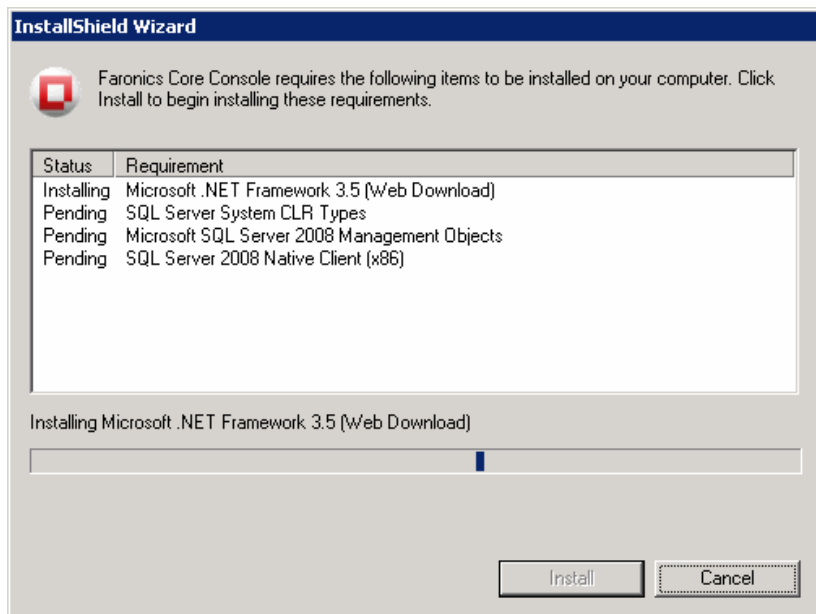 InstallShield Wizard
Faronics Core Console requires the following items to be installed on your computer. Click
Install to begin installing these requirements.
Status Requirement
Installing Microsoft .NET Framework 3.5 (Web Download)
Pending SQL Server System CLR Types
Pending Microsoft SQL Server 2008 Management Objects
Pending SQL Server 2008 Native Client (x86)
Installing Microsoft .NET Framework 3.5 (Web Download)
Install Cancel